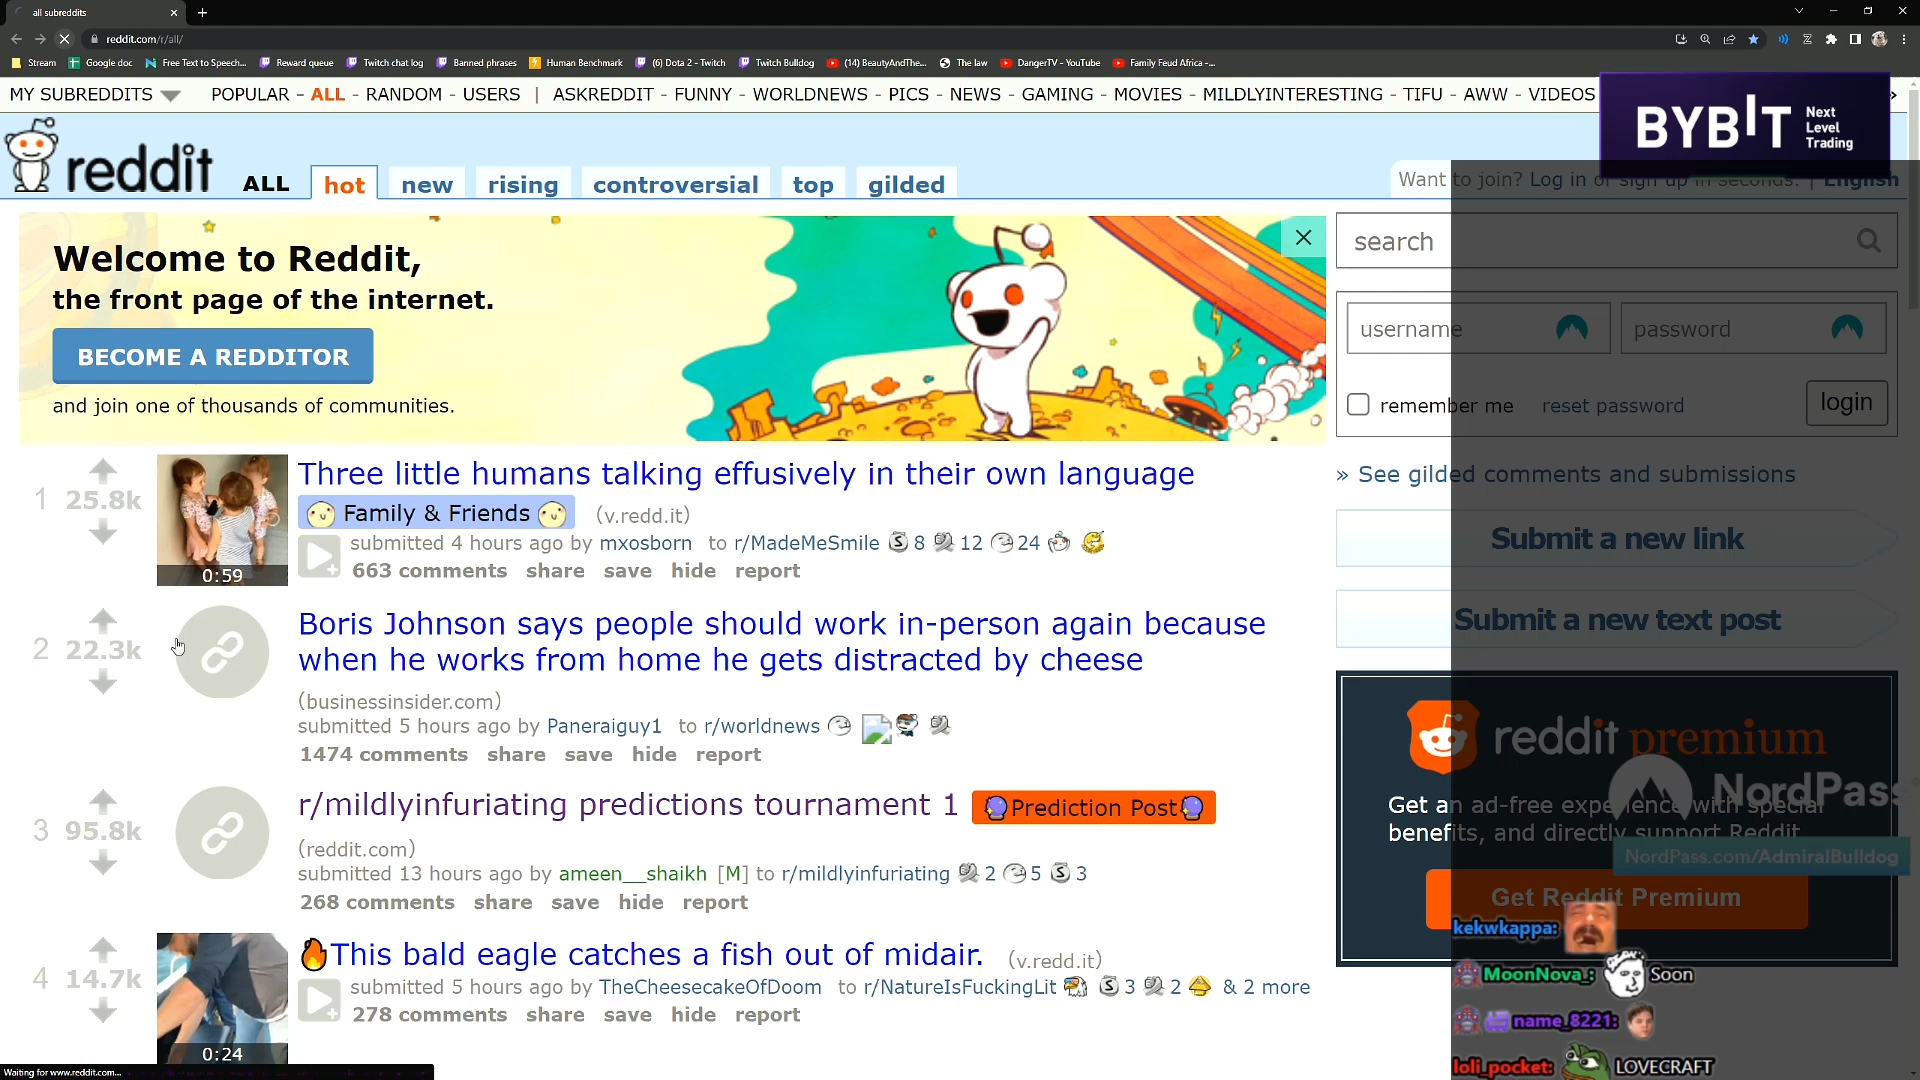 all subreddits
reddit.com/r/all/
Stream Google doc Free Text to Speech... Reward queue Twitch chat log Banned phrases Human Benchmark (6) Dota 2 - Twitch Twitch Bulldog (14) BeautyAndThe... The law DangerTV - YouTube Family Feud Africa -...
MY SUBREDDITS POPULAR - ALL - RANDOM - USERS | ASKREDDIT - FUNNY - WORLDNEWS - PICS - NEWS - GAMING - MOVIES - MILDLYINTERESTING - TIFU - AWW - VIDEOS
BYBIT Next
Level
Trading
reddit ALL hot new rising controversial top gilded
Want to join? Log in or sign up in seconds. | English
Welcome to Reddit,
the front page of the internet.
BECOME A REDDITOR
and join one of thousands of communities.
search
username password
remember me reset password login
» See gilded comments and submissions
Submit a new link
Submit a new text post
reddit premium
Get an ad-free experience with special
benefits, and directly support Reddit.
Get Reddit Premium
NordPass
NordPass.com/AdmiralBulldog
1 25.8k
0:59
Three little humans talking effusively in their own language
Family & Friends (v.redd.it)
submitted 4 hours ago by mxosborn to r/MadeMeSmile 8 12 24
663 comments share save hide report
2 22.3k
Boris Johnson says people should work in-person again because
when he works from home he gets distracted by cheese
(businessinsider.com)
submitted 5 hours ago by Paneraiguy1 to r/worldnews
1474 comments share save hide report
3 95.8k
r/mildlyinfuriating predictions tournament 1 Prediction Post
(reddit.com)
submitted 13 hours ago by ameen__shaikh [M] to r/mildlyinfuriating 2 5 3
268 comments share save hide report
4 14.7k
0:24
This bald eagle catches a fish out of midair. (v.redd.it)
submitted 5 hours ago by TheCheesecakeOfDoom to r/NatureIsFuckingLit 3 2 & 2 more
278 comments share save hide report
kekwkappa:
MoonNova_: Soon
name_8221:
loli_pocket: LOVECRAFT
Waiting for www.reddit.com...